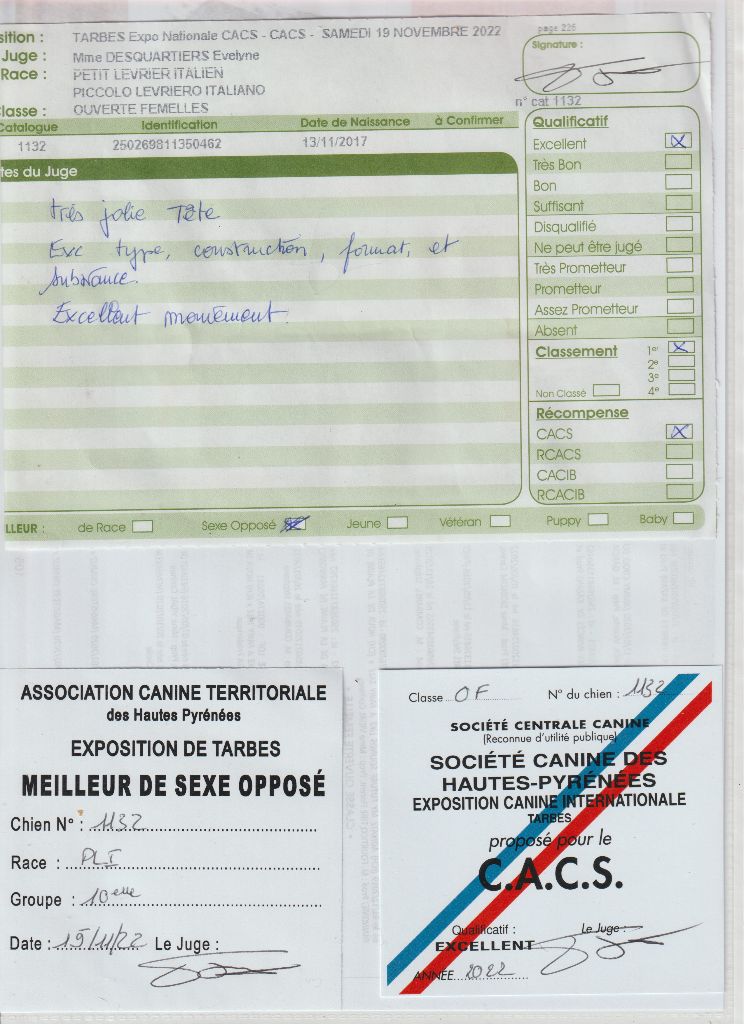 sition : TARBES Expo Nationale CACS - CACS - SAMEDI 19 NOVEMBRE 2022
page 226
Juge : Mme DESQUARTIERS Evelyne
Signature :
Race : PETIT LEVRIER ITALIEN
PICCOLO LEVRIERO ITALIANO
n° cat 1132
Classe : OUVERTE FEMELLES
Catalogue Identification Date de Naissance à Confirmer
1132 250269811350462 13/11/2017
tes du Juge
très jolie Tête
Exc type, construction, format, et
substance.
Excellent mouvement.
Qualificatif
Excellent
Très Bon
Bon
Suffisant
Disqualifié
Ne peut être jugé
Très Prometteur
Prometteur
Assez Prometteur
Absent
Classement 1er
2e
3e
Non Classé 4e
Récompense
CACS
RCACS
CACIB
RCACIB
LLEUR : de Race Sexe Opposé Jeune Vétéran Puppy Baby
ASSOCIATION CANINE TERRITORIALE
des Hautes Pyrénées
EXPOSITION DE TARBES
MEILLEUR DE SEXE OPPOSÉ
Chien N° : 1132
Race : PLI
Groupe : 10eme
Date : 19/11/22 Le Juge :
Classe OF N° du chien : 1132
SOCIÉTÉ CENTRALE CANINE
(Reconnue d'utilité publique)
SOCIÉTÉ CANINE DES
HAUTES-PYRÉNÉES
EXPOSITION CANINE INTERNATIONALE
TARBES
proposé pour le
C.A.C.S.
Qualificatif : Le Juge :
EXCELLENT
ANNÉE 2022